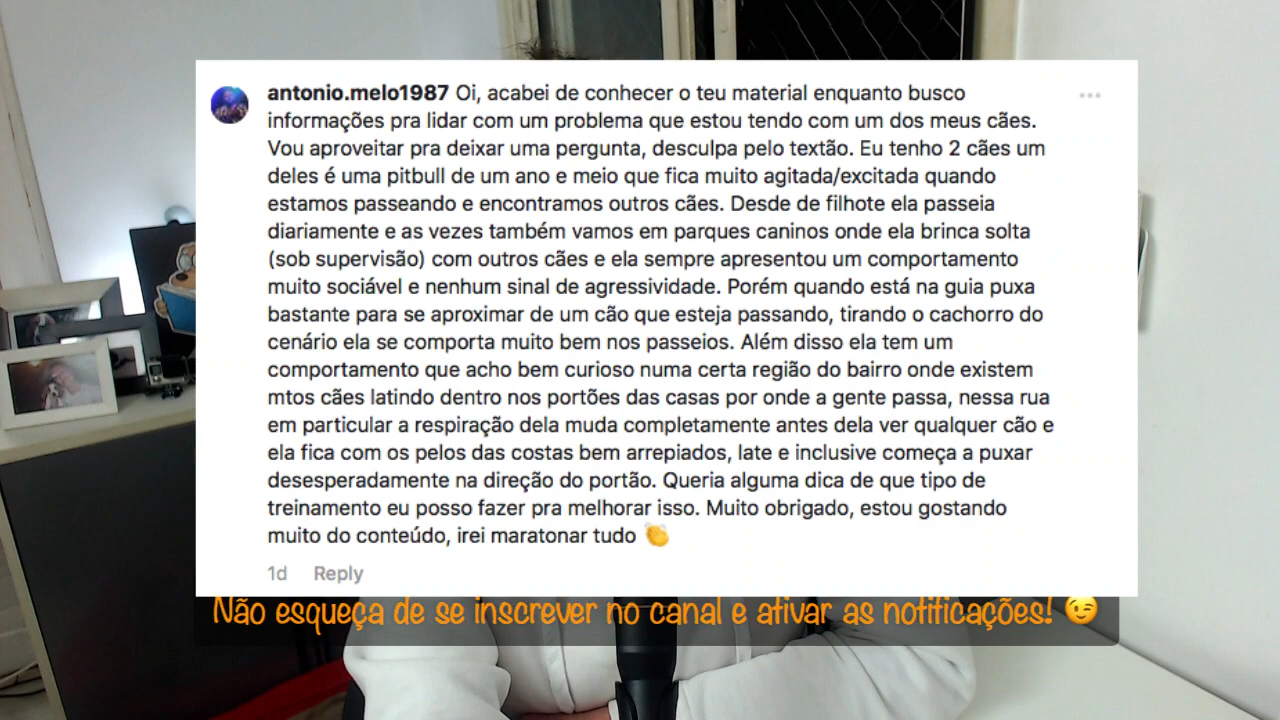 antonio.melo1987 Oi, acabei de conhecer o teu material enquanto busco
informações pra lidar com um problema que estou tendo com um dos meus cães.
Vou aproveitar pra deixar uma pergunta, desculpa pelo textão. Eu tenho 2 cães um
deles é uma pitbull de um ano e meio que fica muito agitada/excitada quando
estamos passeando e encontramos outros cães. Desde de filhote ela passeia
diariamente e as vezes também vamos em parques caninos onde ela brinca solta
(sob supervisão) com outros cães e ela sempre apresentou um comportamento
muito sociável e nenhum sinal de agressividade. Porém quando está na guia puxa
bastante para se aproximar de um cão que esteja passando, tirando o cachorro do
cenário ela se comporta muito bem nos passeios. Além disso ela tem um
comportamento que acho bem curioso numa certa região do bairro onde existem
mtos cães latindo dentro nos portões das casas por onde a gente passa, nessa rua
em particular a respiração dela muda completamente antes dela ver qualquer cão e
ela fica com os pelos das costas bem arrepiados, late e inclusive começa a puxar
desesperadamente na direção do portão. Queria alguma dica de que tipo de
treinamento eu posso fazer pra melhorar isso. Muito obrigado, estou gostando
muito do conteúdo, irei maratonar tudo 👏
1d Reply
Não esqueça de se inscrever no canal e ativar as notificações! 😉